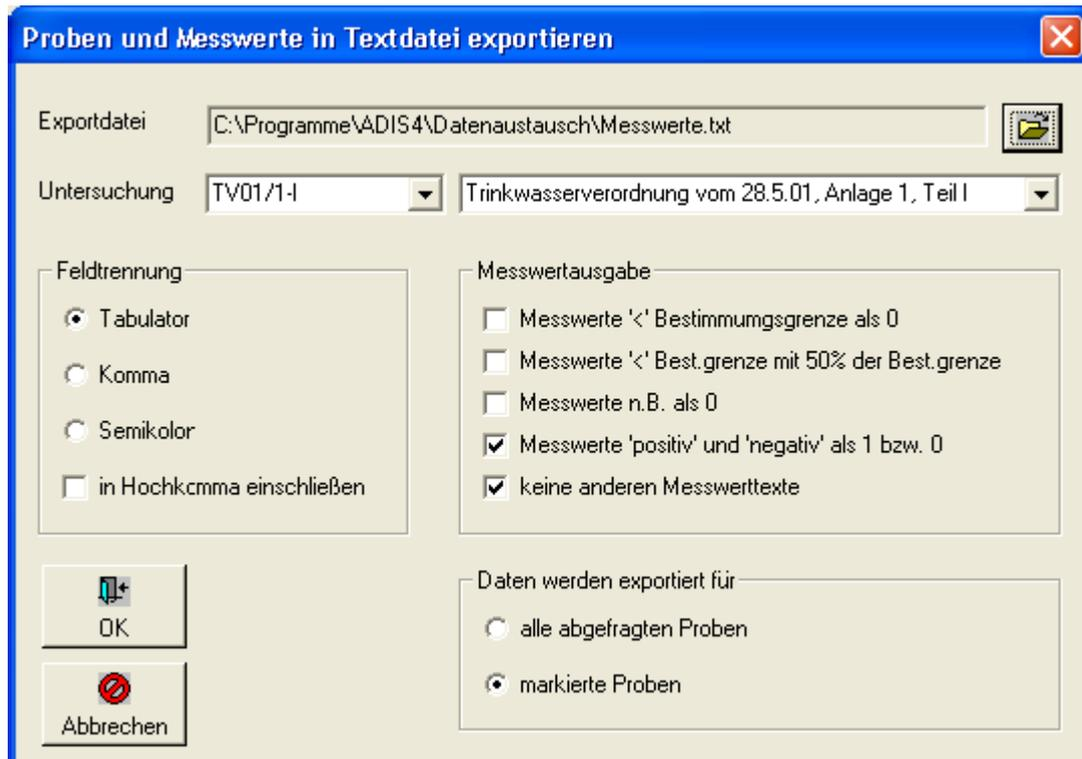 Proben und Messwerte in Textdatei exportieren
Exportdatei C:\Programme\ADIS4\Datenaustausch\Messwerte.txt
Untersuchung TV01/1-I Trinkwasserverordnung vom 28.5.01, Anlage 1, Teil I
Feldtrennung
Tabulator
Komma
Semikolor
in Hochkcmma einschließen
Messwertausgabe
Messwerte '<' Bestimmumgsgrenze als 0
Messwerte '<' Best.grenze mit 50% der Best.grenze
Messwerte n.B. als 0
Messwerte 'positiv' und 'negativ' als 1 bzw. 0
keine anderen Messwerttexte
OK
Abbrechen
Daten werden exportiert für
alle abgefragten Proben
markierte Proben